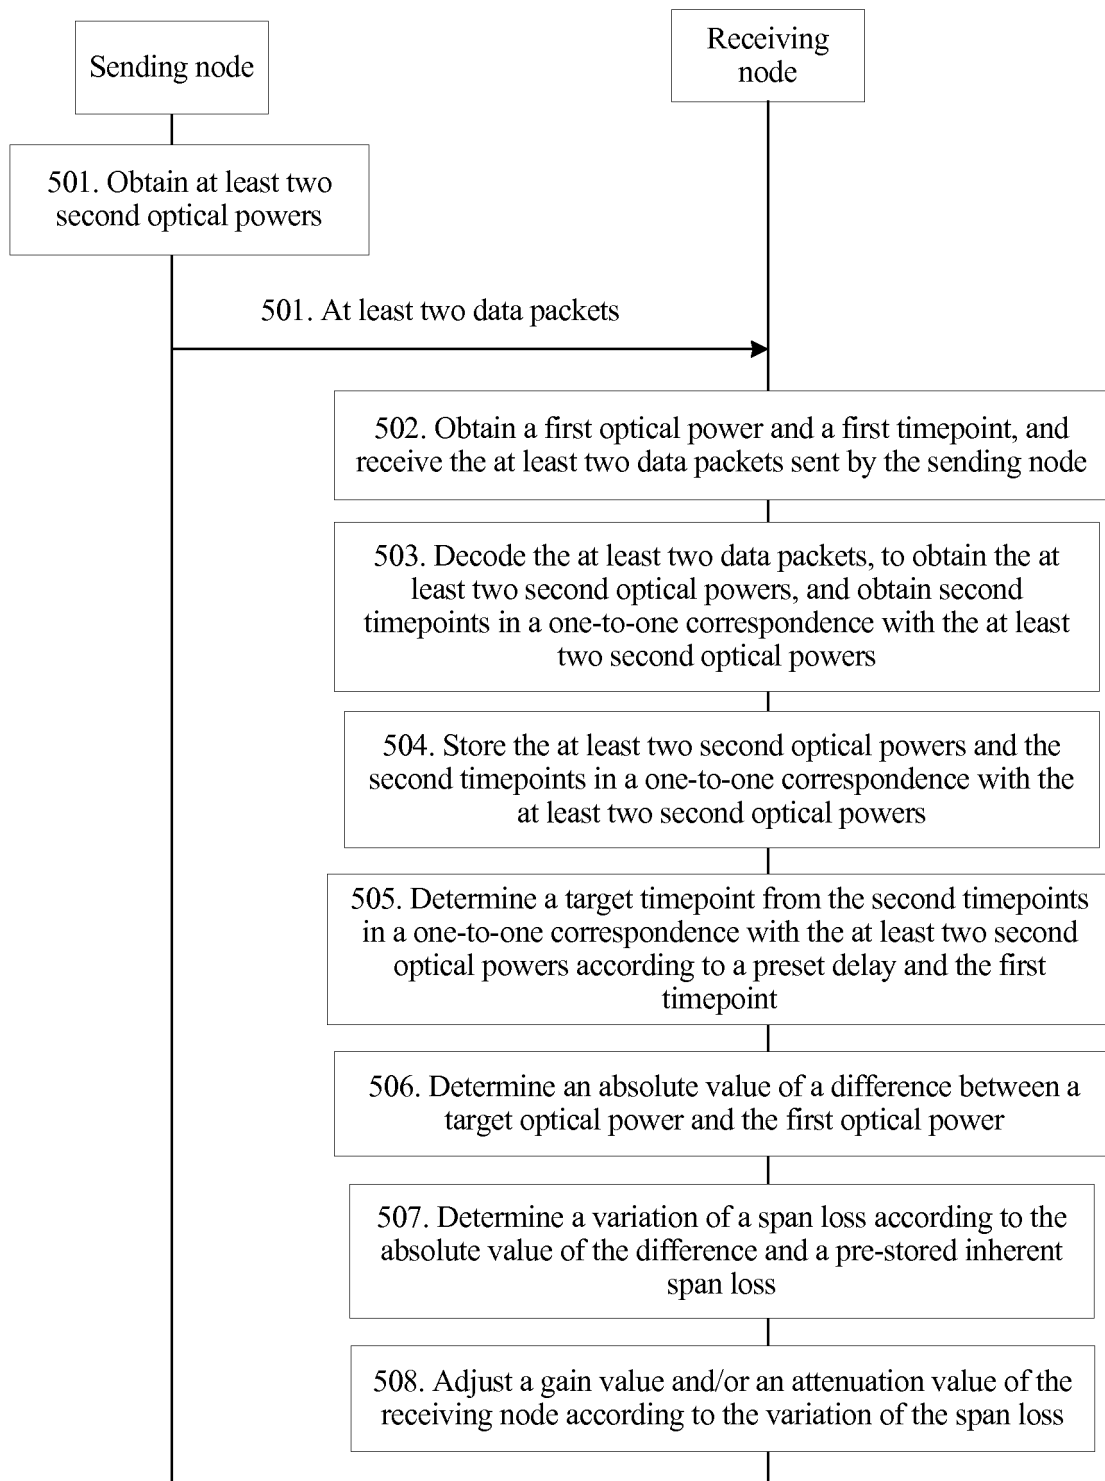 Sending node
Receiving
node
501. Obtain at least two
second optical powers
501. At least two data packets
502. Obtain a first optical power and a first timepoint, and
receive the at least two data packets sent by the sending node
503. Decode the at least two data packets, to obtain the at
least two second optical powers, and obtain second
timepoints in a one-to-one correspondence with the at least
two second optical powers
504. Store the at least two second optical powers and the
second timepoints in a one-to-one correspondence with the
at least two second optical powers
505. Determine a target timepoint from the second timepoints
in a one-to-one correspondence with the at least two second
optical powers according to a preset delay and the first
timepoint
506. Determine an absolute value of a difference between a
target optical power and the first optical power
507. Determine a variation of a span loss according to the
absolute value of the difference and a pre-stored inherent
span loss
508. Adjust a gain value and/or an attenuation value of the
receiving node according to the variation of the span loss